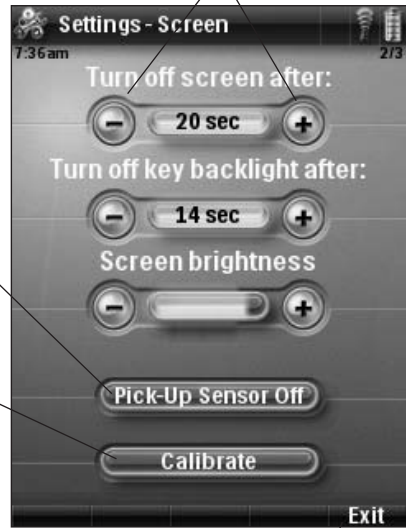 Settings - Screen
7:36am 2/3
Turn off screen after:
− 20 sec +
Turn off key backlight after:
− 14 sec +
Screen brightness
− +
Pick-Up Sensor Off
Calibrate
Exit